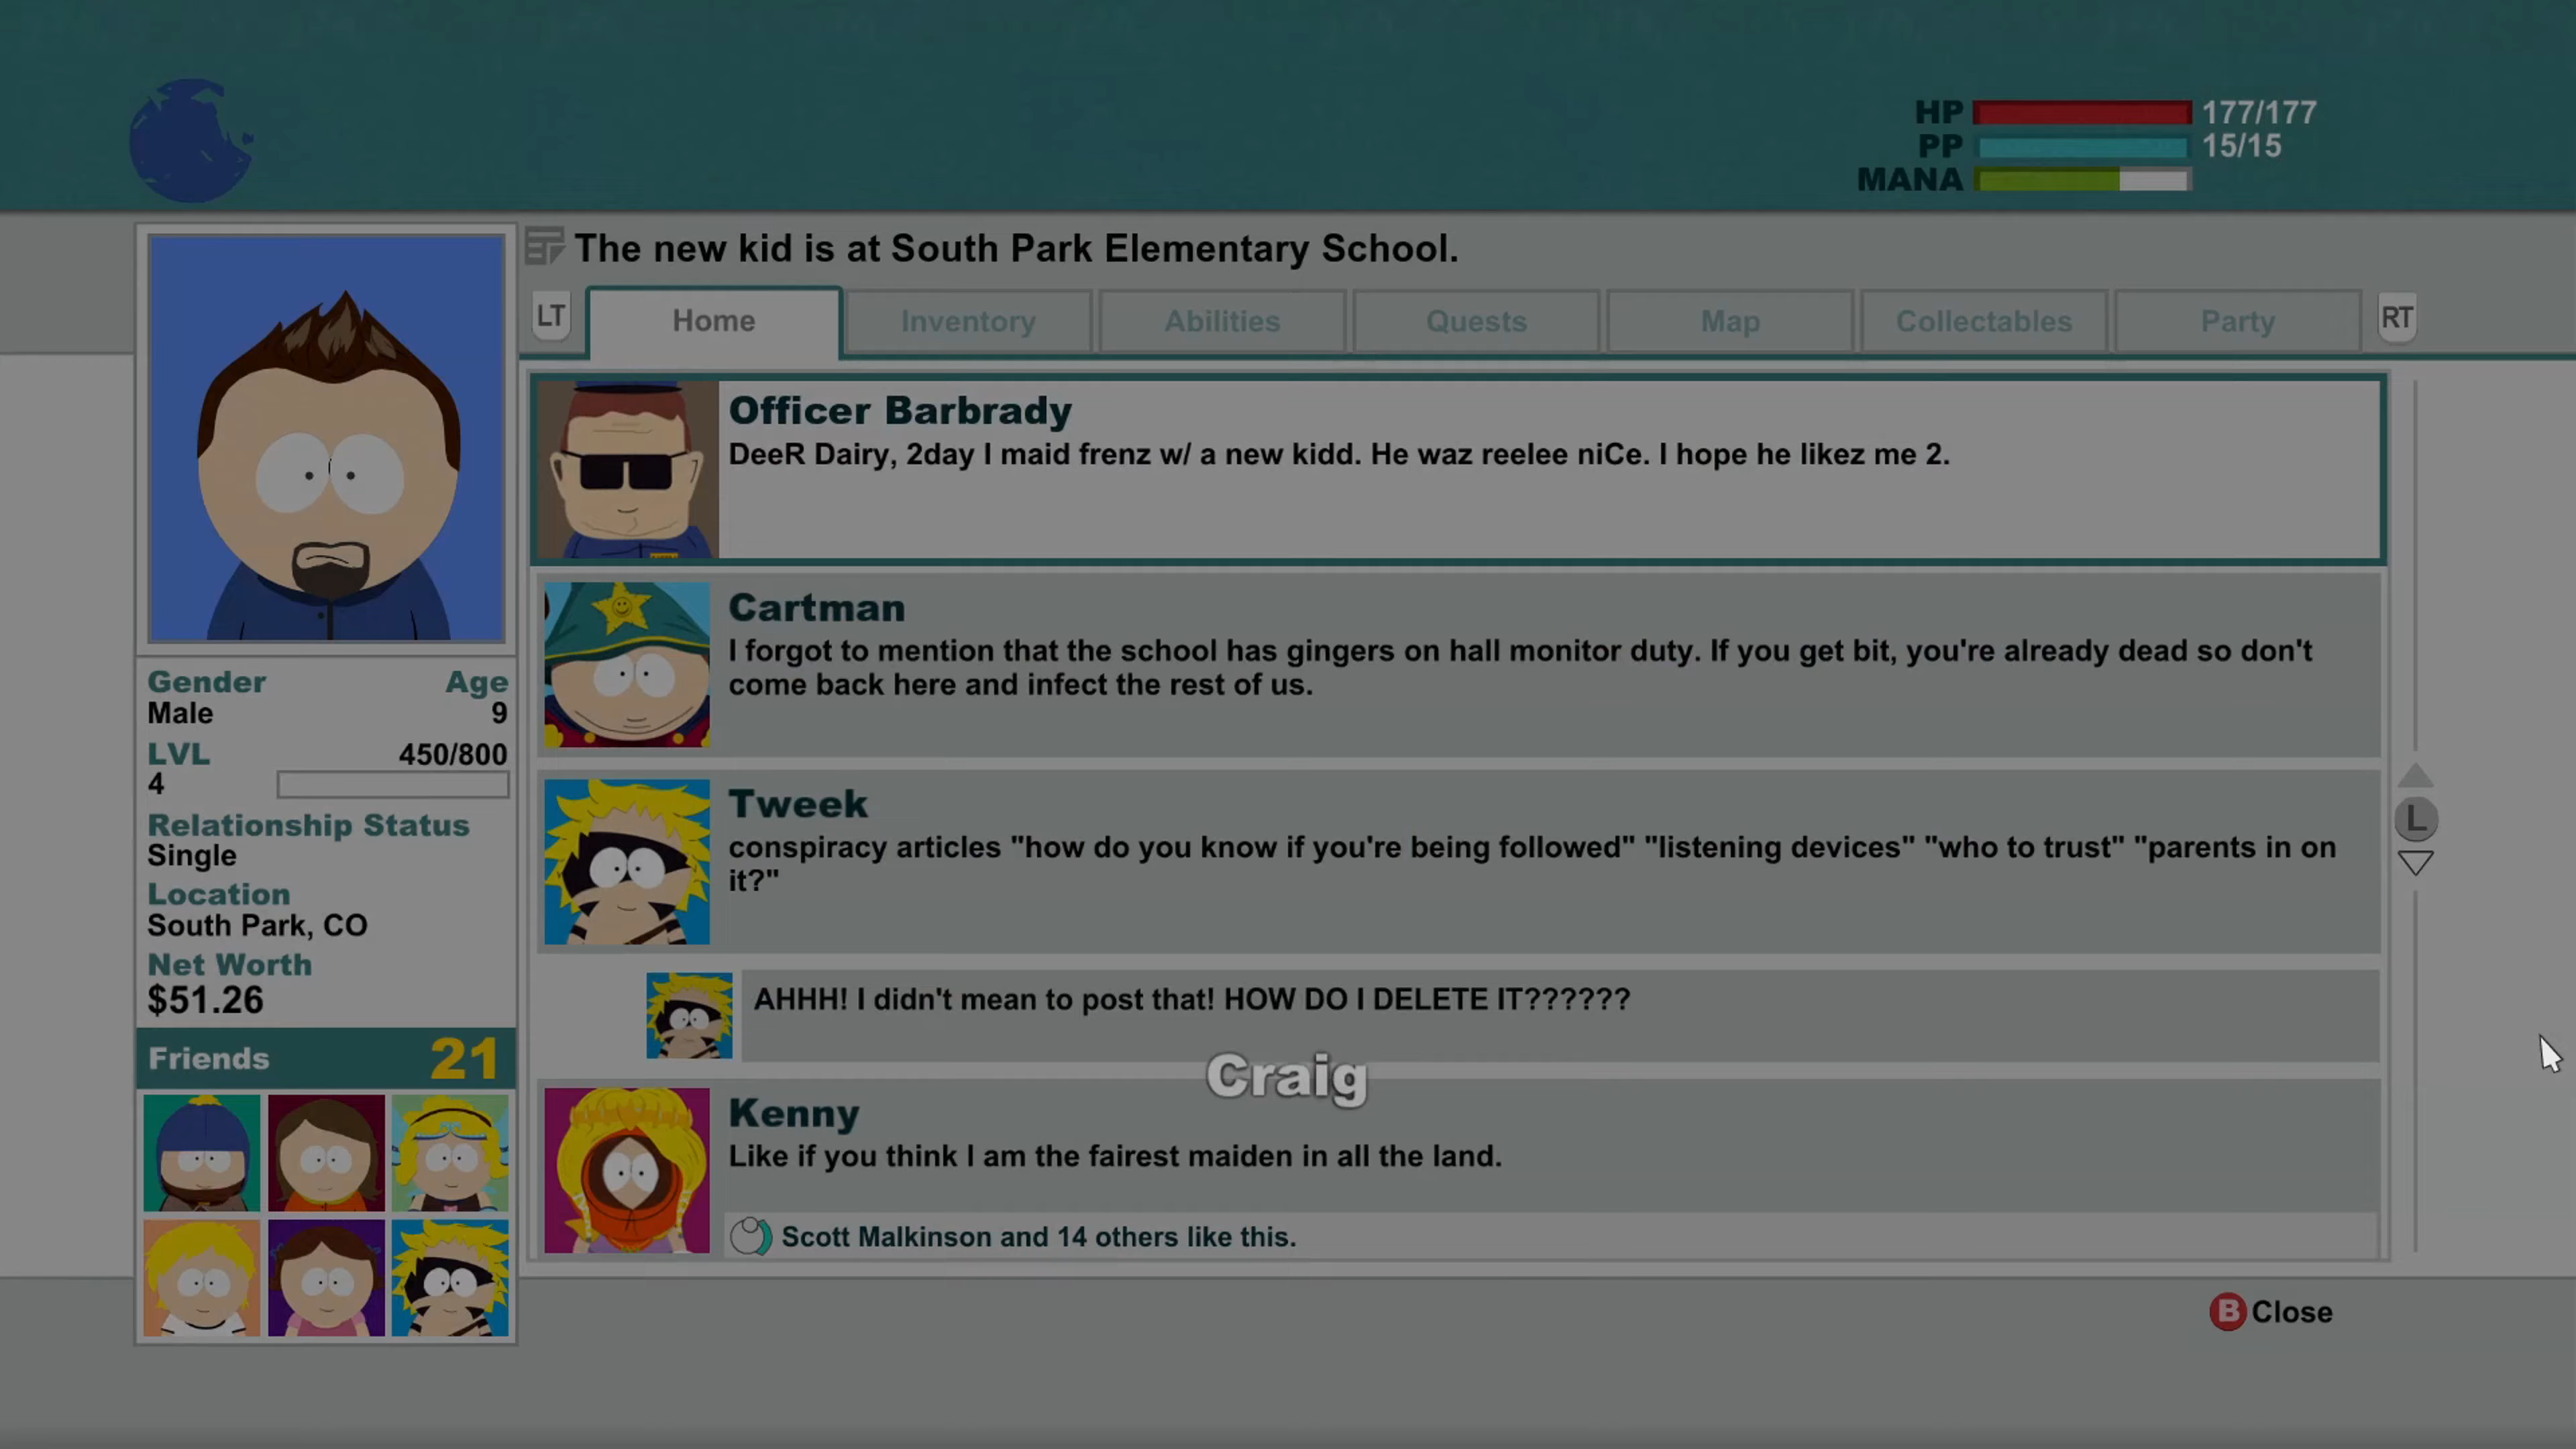 HP 177/177
PP 15/15
MANA
The new kid is at South Park Elementary School.
LT Home Inventory Abilities Quests Map Collectables Party RT
Officer Barbrady
DeeR Dairy, 2day I maid frenz w/ a new kidd. He waz reelee niCe. I hope he likez me 2.
Cartman
I forgot to mention that the school has gingers on hall monitor duty. If you get bit, you're already dead so don't
come back here and infect the rest of us.
Tweek
conspiracy articles "how do you know if you're being followed" "listening devices" "who to trust" "parents in on
it?"
AHHH! I didn't mean to post that! HOW DO I DELETE IT??????
Craig
Kenny
Like if you think I am the fairest maiden in all the land.
Scott Malkinson and 14 others like this.
L
Gender Age
Male 9
LVL 450/800
4
Relationship Status
Single
Location
South Park, CO
Net Worth
$51.26
Friends 21
B Close